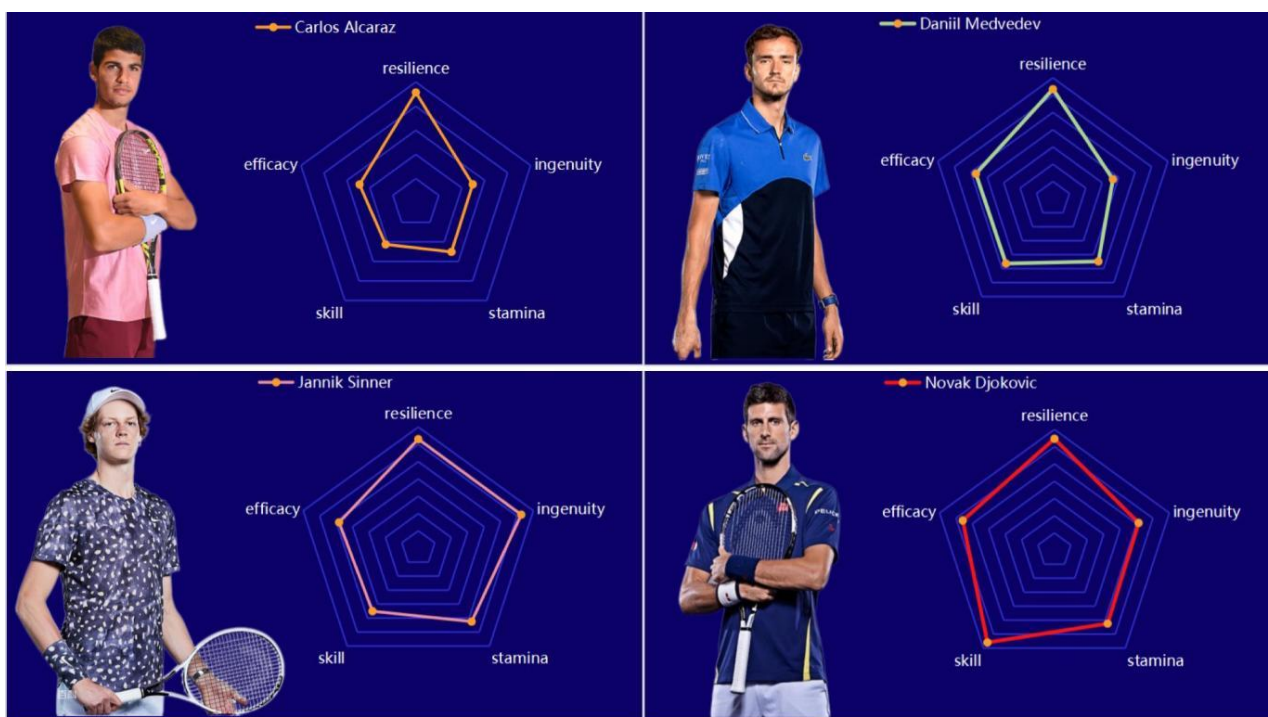 Carlos Alcaraz
resilience
efficacy
ingenuity
skill
stamina
Daniil Medvedev
resilience
efficacy
ingenuity
skill
stamina
Jannik Sinner
resilience
efficacy
ingenuity
skill
stamina
Novak Djokovic
resilience
efficacy
ingenuity
skill
stamina